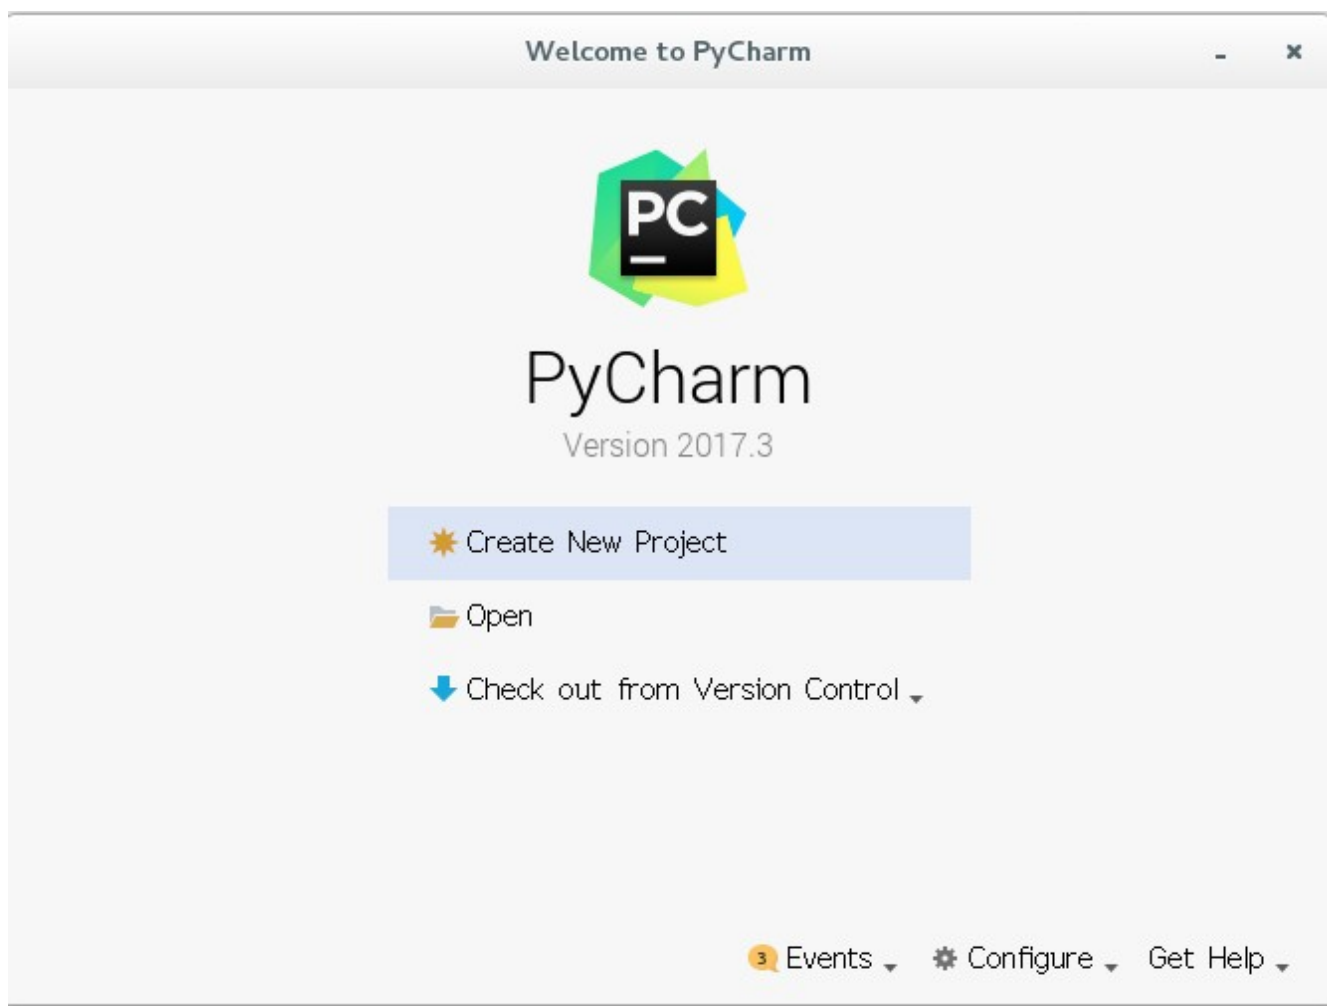 Welcome to PyCharm
PC
PyCharm
Version 2017.3
Create New Project
Open
Check out from Version Control
3 Events Configure Get Help